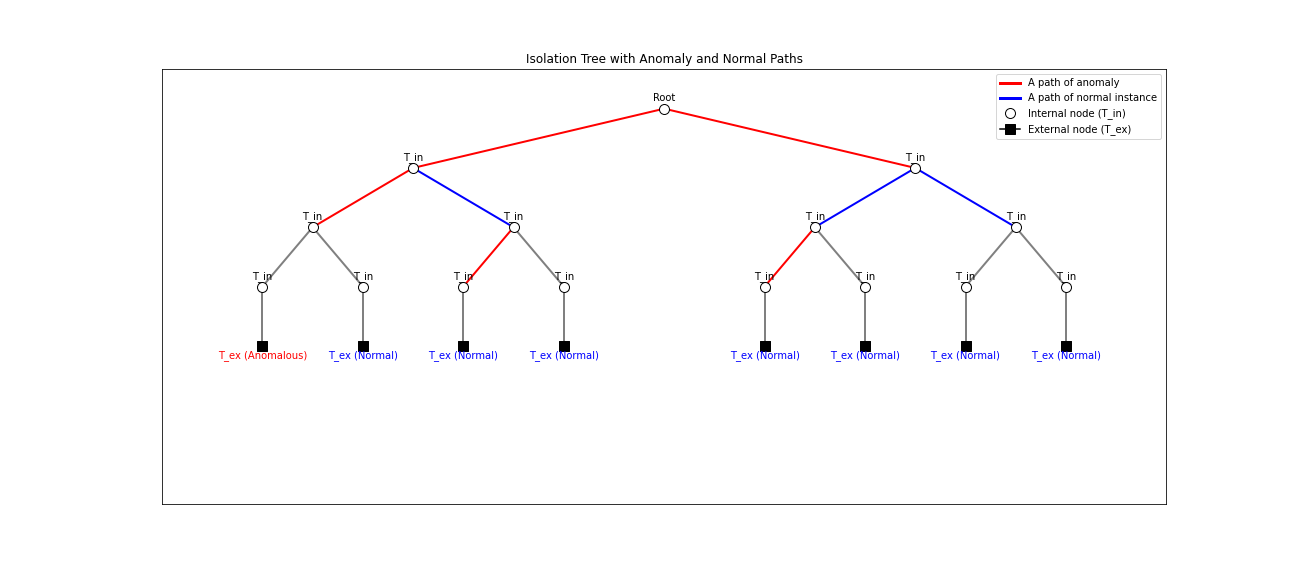 Isolation Tree with Anomaly and Normal Paths
A path of anomaly
A path of normal instance
Internal node (T_in)
External node (T_ex)
Root
T_in
T_in
T_in
T_in
T_in
T_in
T_in
T_in
T_in
T_in
T_in
T_in
T_in
T_in
T_ex (Anomalous)
T_ex (Normal)
T_ex (Normal)
T_ex (Normal)
T_ex (Normal)
T_ex (Normal)
T_ex (Normal)
T_ex (Normal)